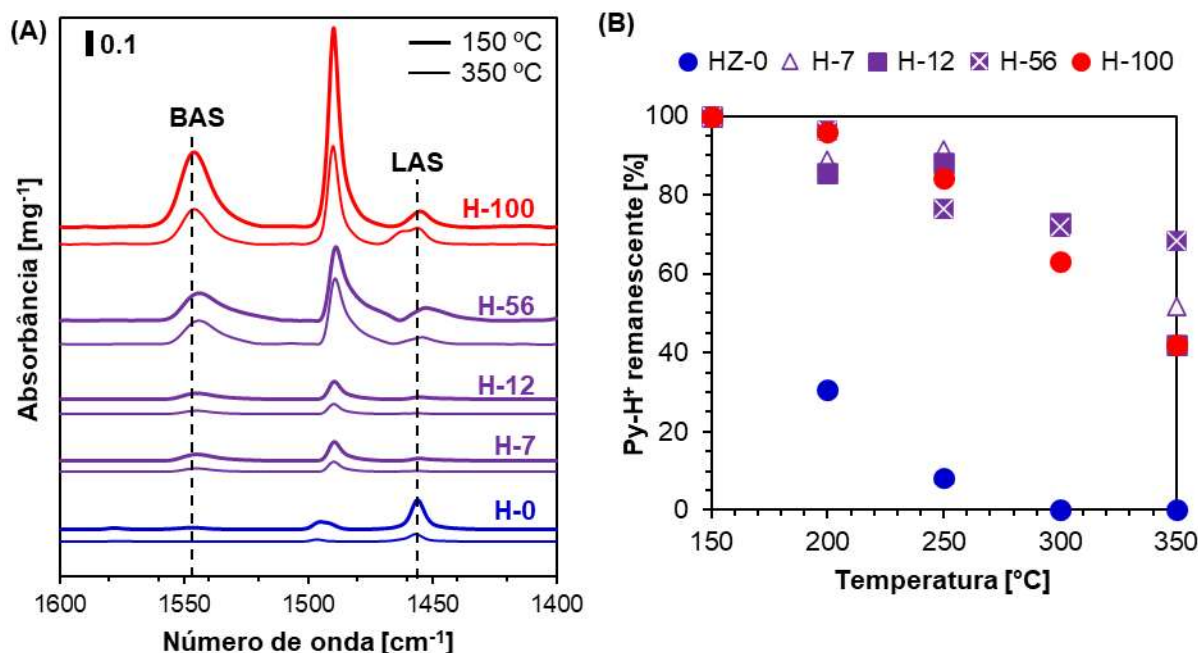 (A)
0.1
150 ºC
350 ºC
BAS
LAS
H-100
H-56
H-12
H-7
H-0
Absorbância [mg⁻¹]
1600 1550 1500 1450 1400
Número de onda [cm⁻¹]
(B)
HZ-0 H-7 H-12 H-56 H-100
Py-H⁺ remanescente [%]
100
80
60
40
20
0
150 200 250 300 350
Temperatura [°C]